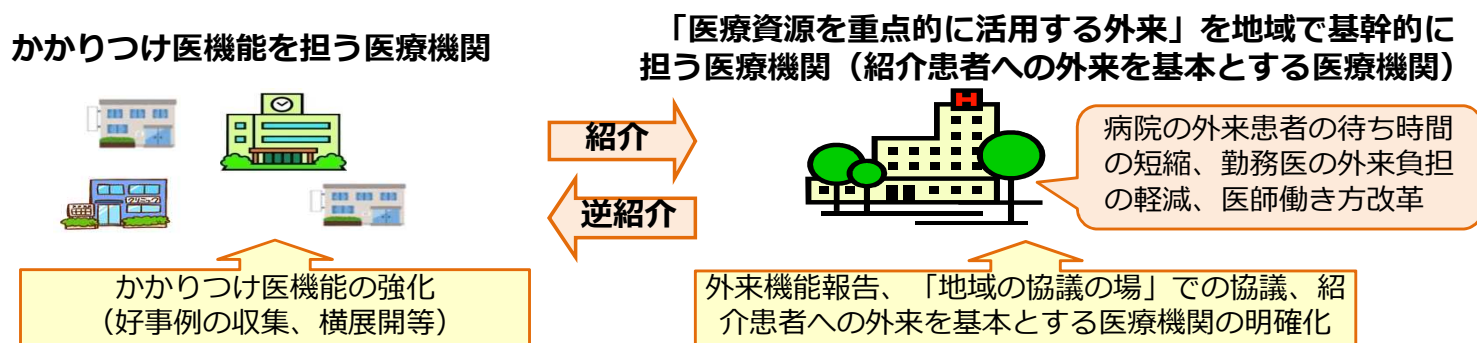 かかりつけ医機能を担う医療機関
「医療資源を重点的に活用する外来」を地域で基幹的に
担う医療機関（紹介患者への外来を基本とする医療機関）
紹介
逆紹介
H
病院の外来患者の待ち時間
の短縮、勤務医の外来負担
の軽減、医師働き方改革
かかりつけ医機能の強化
（好事例の収集、横展開等）
外来機能報告、「地域の協議の場」での協議、紹
介患者への外来を基本とする医療機関の明確化